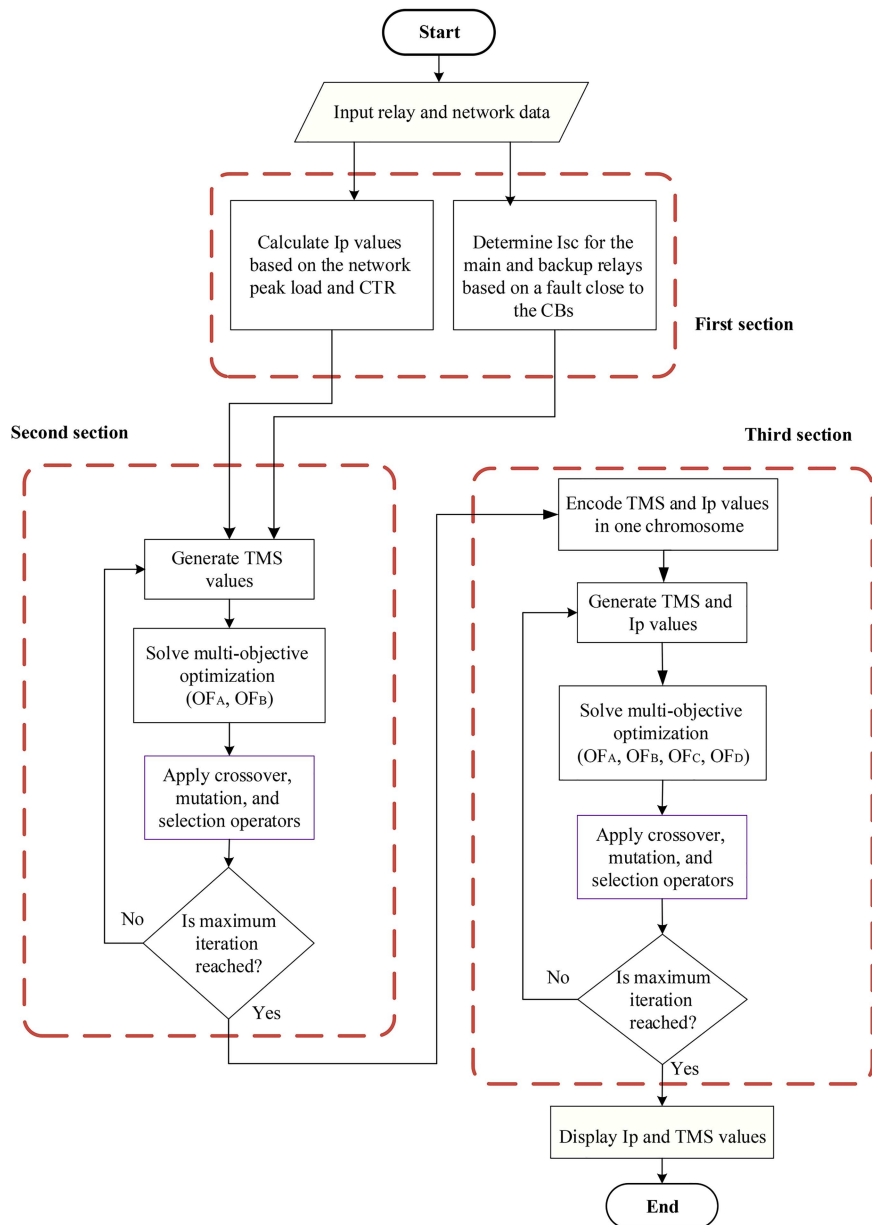 Start
Input relay and network data
Calculate Ip values
based on the network
peak load and CTR
Determine Isc for the
main and backup relays
based on a fault close to
the CBs
First section
Second section
Generate TMS
values
Solve multi-objective
optimization
(OFA, OFB)
Apply crossover,
mutation, and
selection operators
No
Is maximum
iteration
reached?
Yes
Third section
Encode TMS and Ip values
in one chromosome
Generate TMS and
Ip values
Solve multi-objective
optimization
(OFA, OFB, OFC, OFD)
Apply crossover,
mutation, and
selection operators
No
Is maximum
iteration
reached?
Yes
Display Ip and TMS values
End